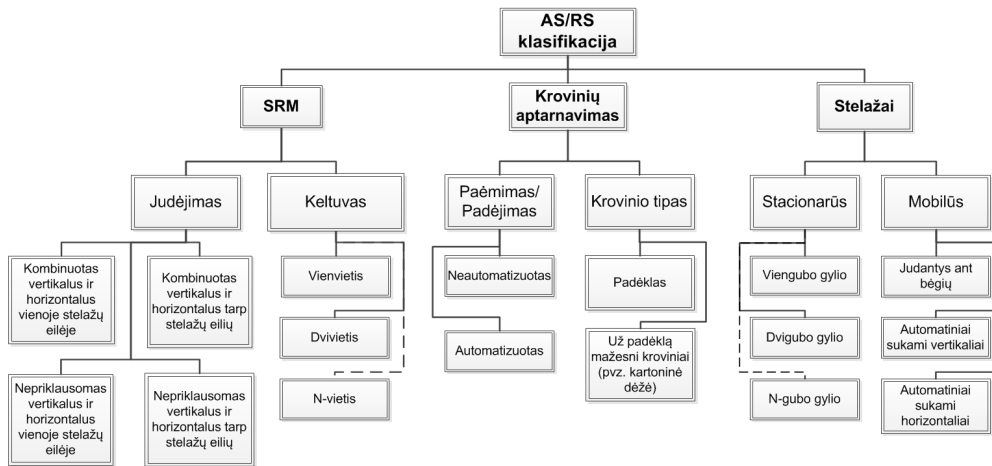 AS/RS
klasifikacija
SRM
Krovinių
aptarnavimas
Stelažai
Judėjimas
Keltuvas
Paėmimas/
Padėjimas
Krovinio tipas
Stacionarūs
Mobilūs
Kombinuotas
vertikalus ir
horizontalus
vienoje stelažų
eilėje
Kombinuotas
vertikalus ir
horizontalus tarp
stelažų eilių
Vienvietis
Neautomatizuotas
Padėklas
Viengubo gylio
Judantys ant
bėgių
Dvivietis
Automatizuotas
Už padėklą
mažesni kroviniai
(pvz. kartoninė
dėžė)
Dvigubo gylio
Automatiniai
sukami vertikaliai
Nepriklausomas
vertikalus ir
horizontalus
vienoje stelažų
eilėje
Nepriklausomas
vertikalus ir
horizontalus tarp
stelažų eilių
N-vietis
N-gubo gylio
Automatiniai
sukami
horizontaliai